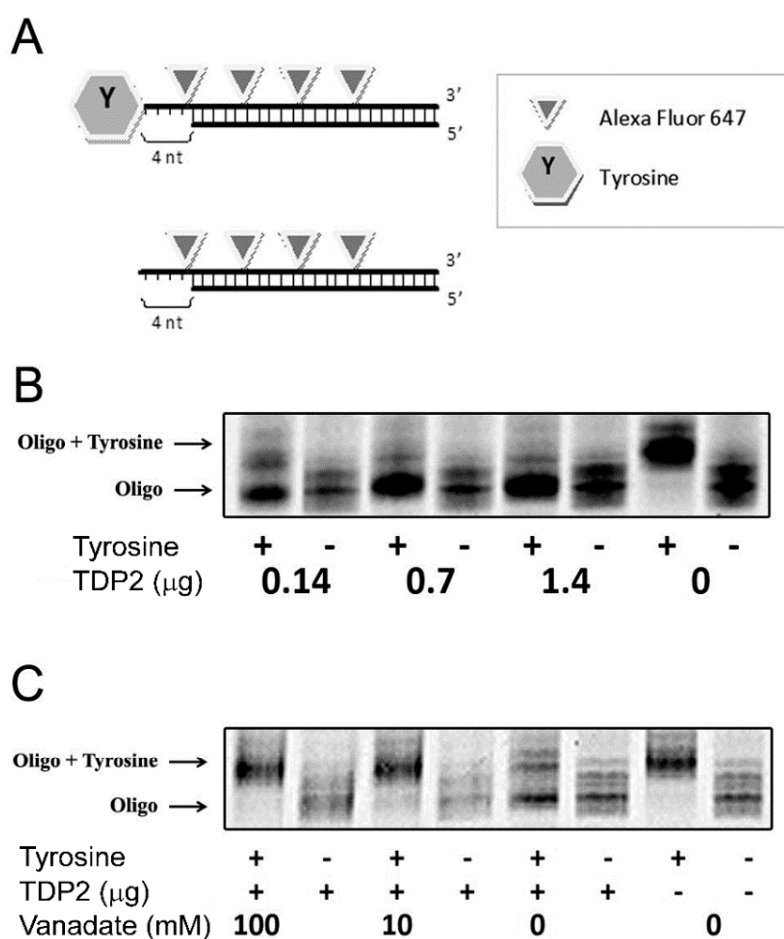 A
Y
3'
5'
4 nt
3'
5'
4 nt
Alexa Fluor 647
Y
Tyrosine
B
Oligo + Tyrosine
Oligo
Tyrosine + - + - + - + -
TDP2 (μg) 0.14 0.7 1.4 0
C
Oligo + Tyrosine
Oligo
Tyrosine + - + - + - + -
TDP2 (μg) + + + + + + - -
Vanadate (mM) 100 10 0 0